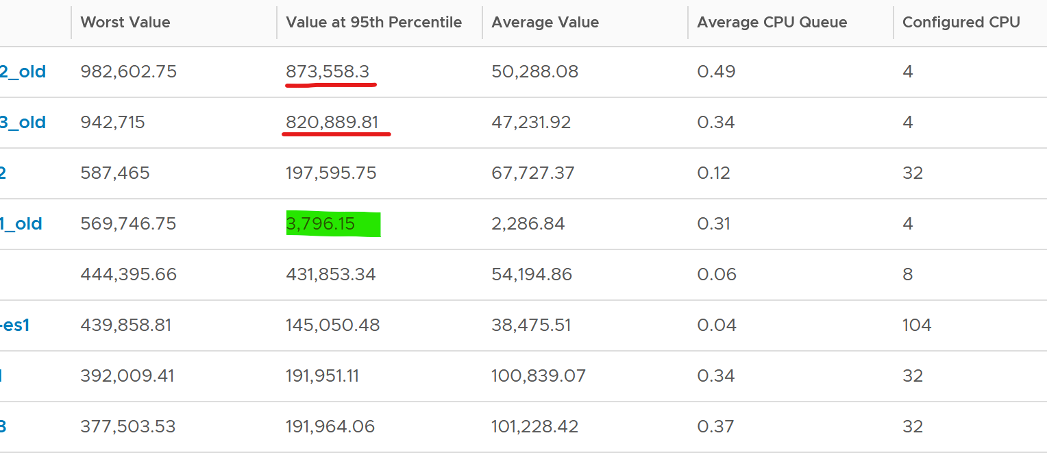 Worst Value Value at 95th Percentile Average Value Average CPU Queue Configured CPU
2_old 982,602.75 873,558.3 50,288.08 0.49 4
3_old 942,715 820,889.81 47,231.92 0.34 4
2 587,465 197,595.75 67,727.37 0.12 32
1_old 569,746.75 3,796.15 2,286.84 0.31 4
444,395.66 431,853.34 54,194.86 0.06 8
-es1 439,858.81 145,050.48 38,475.51 0.04 104
392,009.41 191,951.11 100,839.07 0.34 32
3 377,503.53 191,964.06 101,228.42 0.37 32